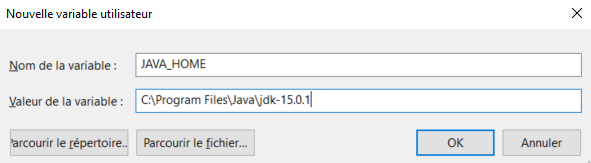 Nouvelle variable utilisateur
Nom de la variable : JAVA_HOME
Valeur de la variable : C:\Program Files\Java\jdk-15.0.1
arcourir le répertoire... Parcourir le fichier... OK Annuler